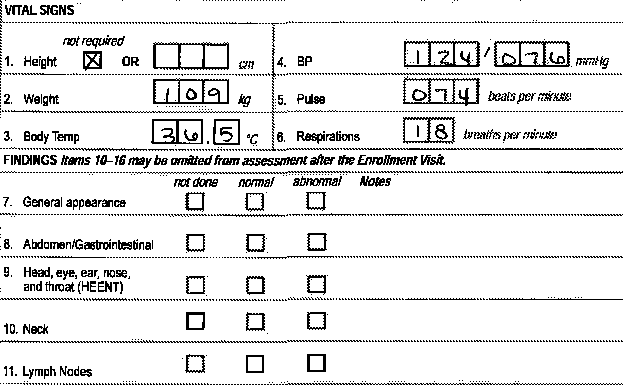 VITAL SIGNS
not required
1. Height OR cm 4. BP 124/076 mmHg
2. Weight 109 kg 5. Pulse 074 beats per minute
3. Body Temp 36.5 °C 6. Respirations 18 breaths per minute
FINDINGS Items 10–16 may be omitted from assessment after the Enrollment Visit.
not done normal abnormal Notes
7. General appearance
8. Abdomen/Gastrointestinal
9. Head, eye, ear, nose,
and throat (HEENT)
10. Neck
11. Lymph Nodes